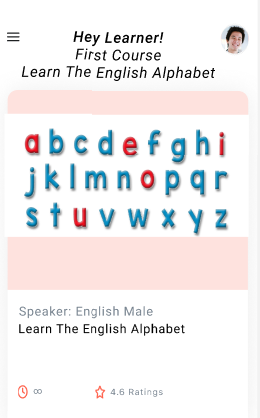 Hey Learner!
First Course
Learn The English Alphabet
abcdefghi
jklmnopqr
stuvwxyz
Speaker: English Male
Learn The English Alphabet
∞
4.6 Ratings